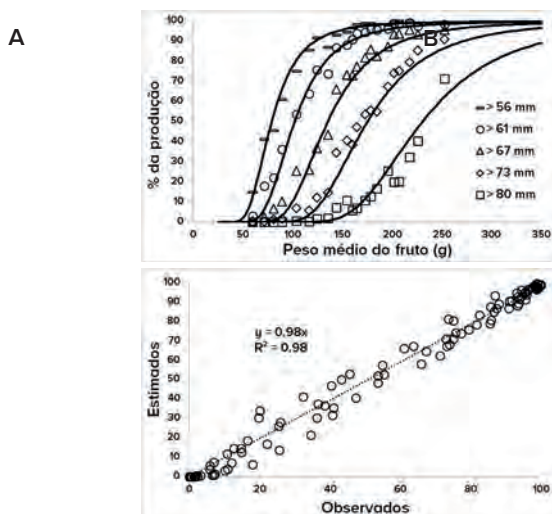 A
B
% da produção
100
90
80
70
60
50
40
30
20
10
0
> 56 mm
> 61 mm
> 67 mm
> 73 mm
> 80 mm
0 50 100 150 200 250 300 350
Peso médio do fruto (g)
Estimados
100
90
80
70
60
50
40
30
20
10
0
y = 0.98x
R² = 0.98
0 20 40 60 80 100
Observados